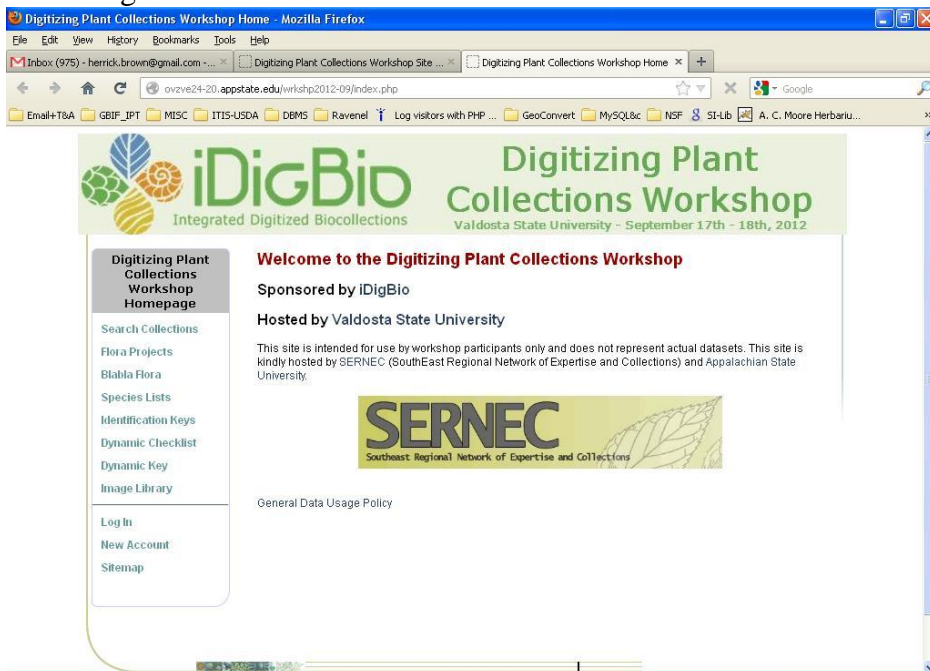 Digitizing Plant Collections Workshop Home - Mozilla Firefox
File Edit View History Bookmarks Tools Help
Inbox (975) - herrick.brown@gmail.com -... Digitizing Plant Collections Workshop Site ... Digitizing Plant Collections Workshop Home
ovzve24-20.appstate.edu/wrkshp2012-09/index.php Google
Email+T&A GBIF_IPT MISC ITIS-USDA DBMS Ravenel Log visitors with PHP ... GeoConvert MySQL&c NSF SI-Lib A. C. Moore Herbariu...
iDigBio
Integrated Digitized Biocollections
Digitizing Plant
Collections Workshop
Valdosta State University - September 17th - 18th, 2012
Digitizing Plant
Collections
Workshop
Homepage
Search Collections
Flora Projects
Blabla Flora
Species Lists
Identification Keys
Dynamic Checklist
Dynamic Key
Image Library
Log In
New Account
Sitemap
Welcome to the Digitizing Plant Collections Workshop
Sponsored by iDigBio
Hosted by Valdosta State University
This site is intended for use by workshop participants only and does not represent actual datasets. This site is
kindly hosted by SERNEC (SouthEast Regional Network of Expertise and Collections) and Appalachian State
University.
SERNEC
Southeast Regional Network of Expertise and Collections
General Data Usage Policy